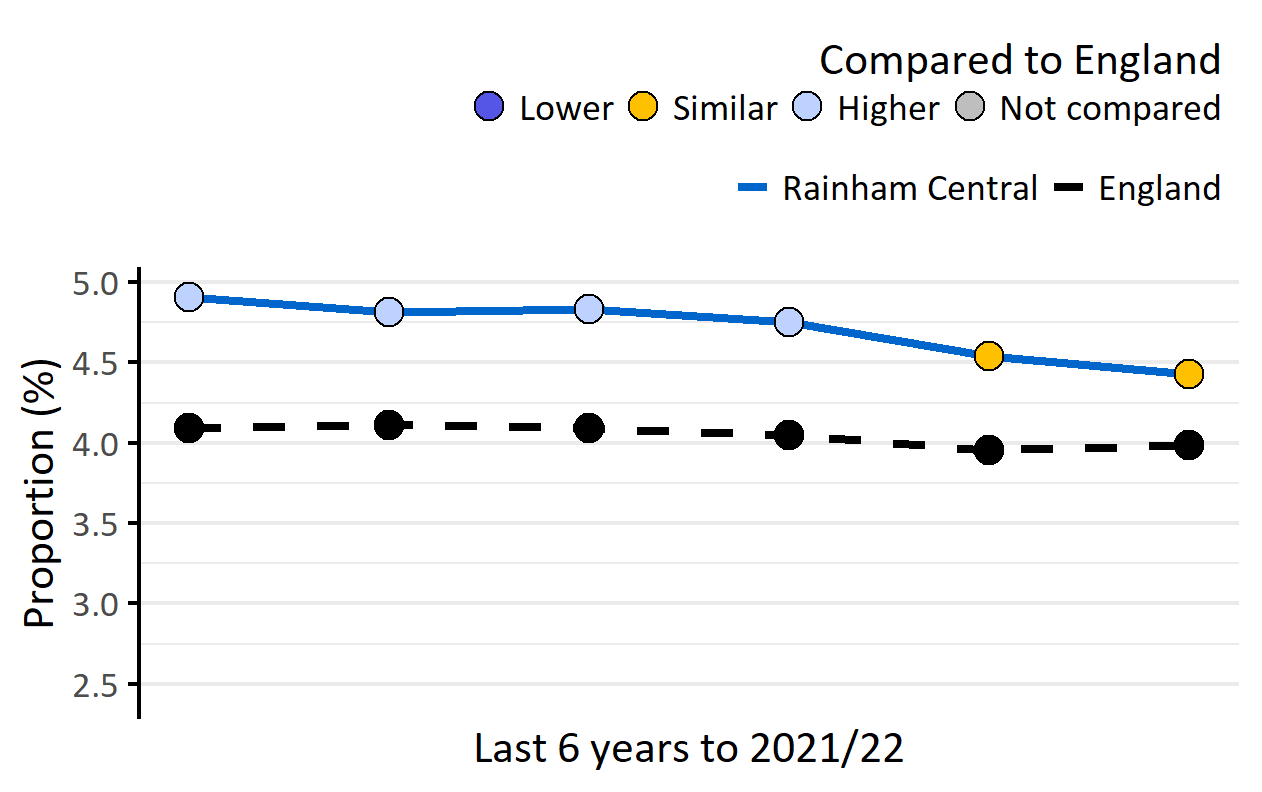 Compared to England
Lower Similar Higher Not compared
Rainham Central England
5.0
4.5
4.0
3.5
3.0
2.5
Proportion (%)
Last 6 years to 2021/22